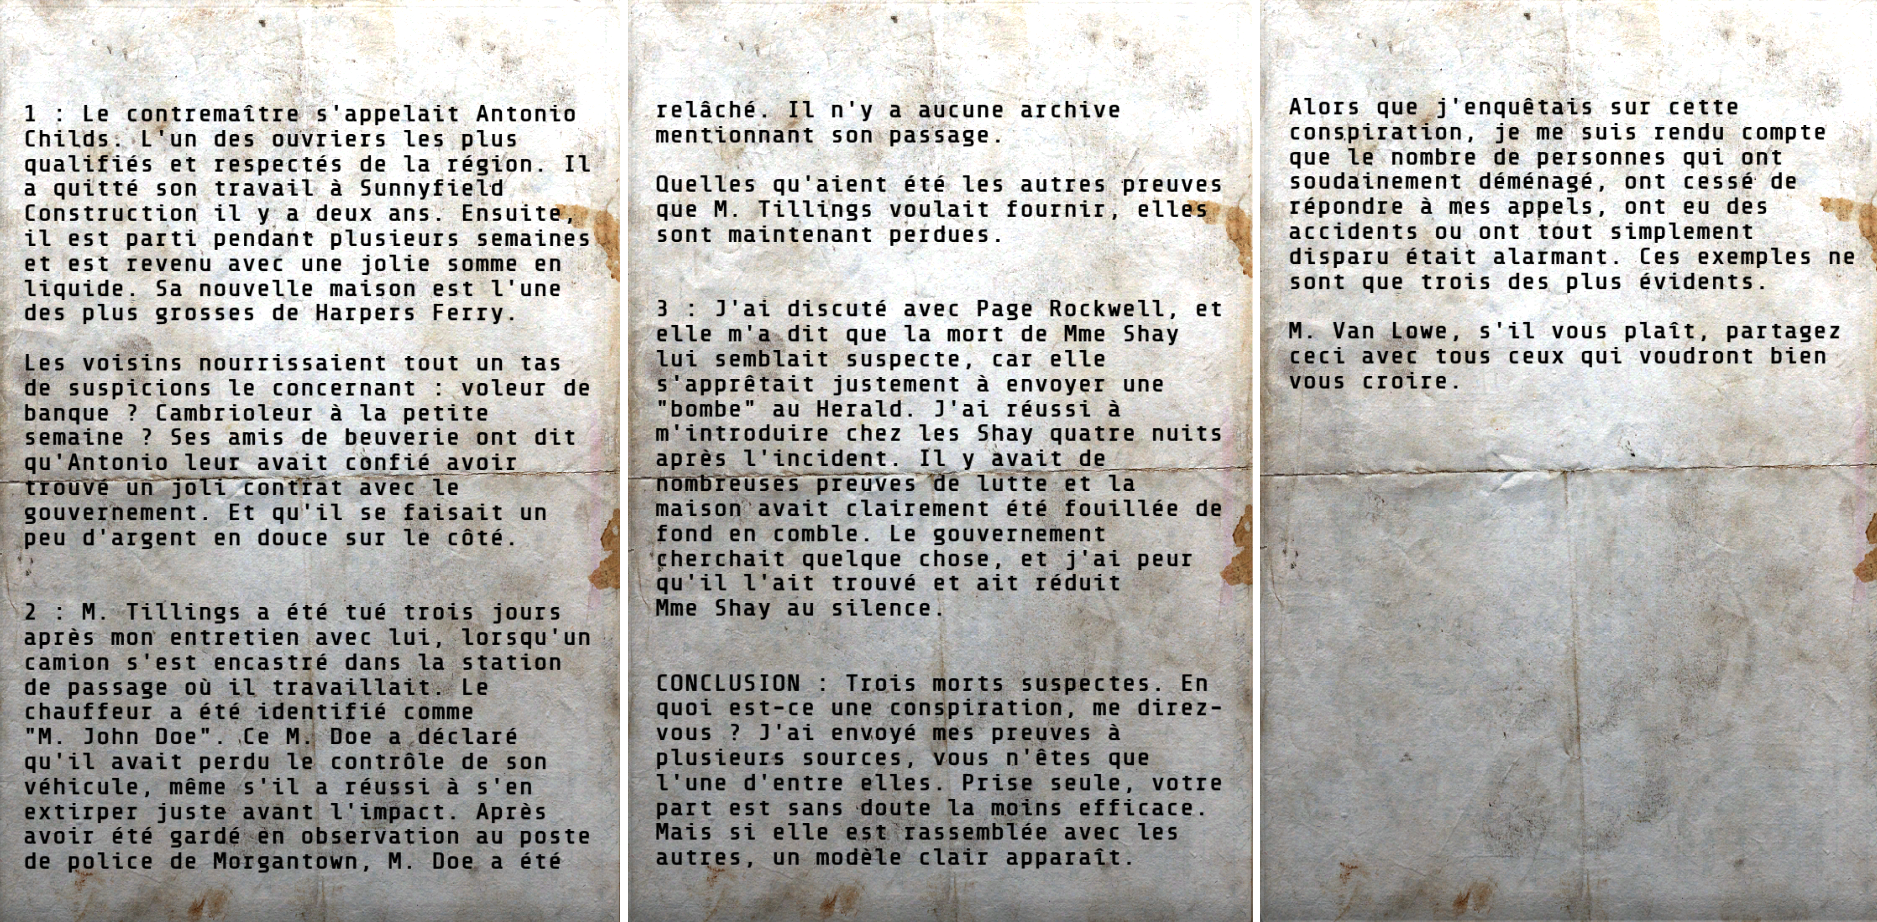 1 : Le contremaître s'appelait Antonio
Childs. L'un des ouvriers les plus
qualifiés et respectés de la région. Il
a quitté son travail à Sunnyfield
Construction il y a deux ans. Ensuite,
il est parti pendant plusieurs semaines
et est revenu avec une jolie somme en
liquide. Sa nouvelle maison est l'une
des plus grosses de Harpers Ferry.
Les voisins nourrissaient tout un tas
de suspicions le concernant : voleur de
banque ? Cambrioleur à la petite
semaine ? Ses amis de beuverie ont dit
qu'Antonio leur avait confié avoir
trouvé un joli contrat avec le
gouvernement. Et qu'il se faisait un
peu d'argent en douce sur le côté.
2 : M. Tillings a été tué trois jours
après mon entretien avec lui, lorsqu'un
camion s'est encastré dans la station
de passage où il travaillait. Le
chauffeur a été identifié comme
"M. John Doe". Ce M. Doe a déclaré
qu'il avait perdu le contrôle de son
véhicule, même s'il a réussi à s'en
extirper juste avant l'impact. Après
avoir été gardé en observation au poste
de police de Morgantown, M. Doe a été
relâché. Il n'y a aucune archive
mentionnant son passage.
Quelles qu'aient été les autres preuves
que M. Tillings voulait fournir, elles
sont maintenant perdues.
3 : J'ai discuté avec Page Rockwell, et
elle m'a dit que la mort de Mme Shay
lui semblait suspecte, car elle
s'apprêtait justement à envoyer une
"bombe" au Herald. J'ai réussi à
m'introduire chez les Shay quatre nuits
après l'incident. Il y avait de
nombreuses preuves de lutte et la
maison avait clairement été fouillée de
fond en comble. Le gouvernement
cherchait quelque chose, et j'ai peur
qu'il l'ait trouvé et ait réduit
Mme Shay au silence.
CONCLUSION : Trois morts suspectes. En
quoi est-ce une conspiration, me direz-
vous ? J'ai envoyé mes preuves à
plusieurs sources, vous n'êtes que
l'une d'entre elles. Prise seule, votre
part est sans doute la moins efficace.
Mais si elle est rassemblée avec les
autres, un modèle clair apparaît.
Alors que j'enquêtais sur cette
conspiration, je me suis rendu compte
que le nombre de personnes qui ont
soudainement déménagé, ont cessé de
répondre à mes appels, ont eu des
accidents ou ont tout simplement
disparu était alarmant. Ces exemples ne
sont que trois des plus évidents.
M. Van Lowe, s'il vous plaît, partagez
ceci avec tous ceux qui voudront bien
vous croire.